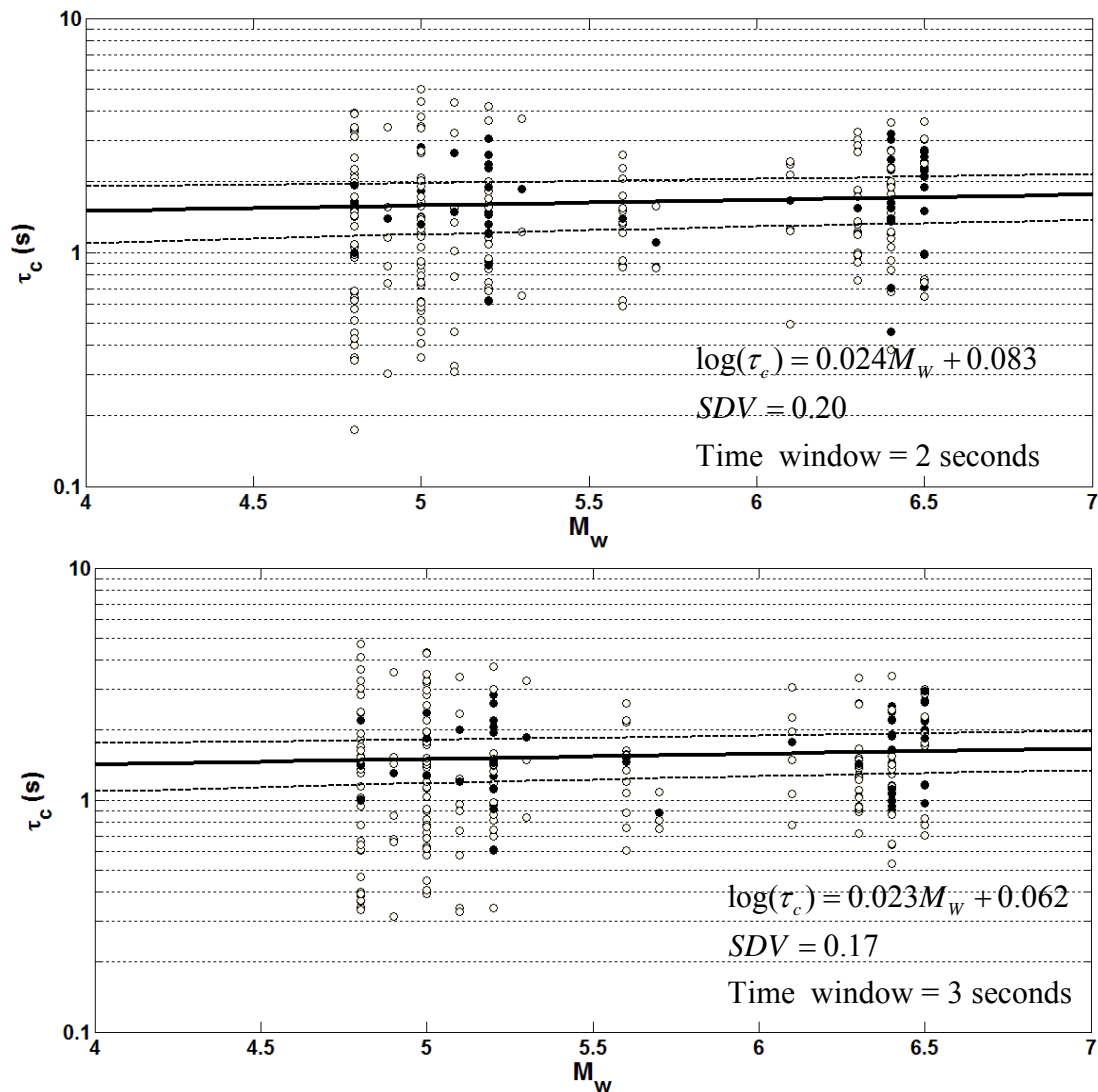 10
1
0.1
τc (s)
log(τc) = 0.024MW + 0.083
SDV = 0.20
Time window = 2 seconds
4 4.5 5 5.5 6 6.5 7
Mw
10
1
0.1
τc (s)
log(τc) = 0.023MW + 0.062
SDV = 0.17
Time window = 3 seconds
4 4.5 5 5.5 6 6.5 7
Mw